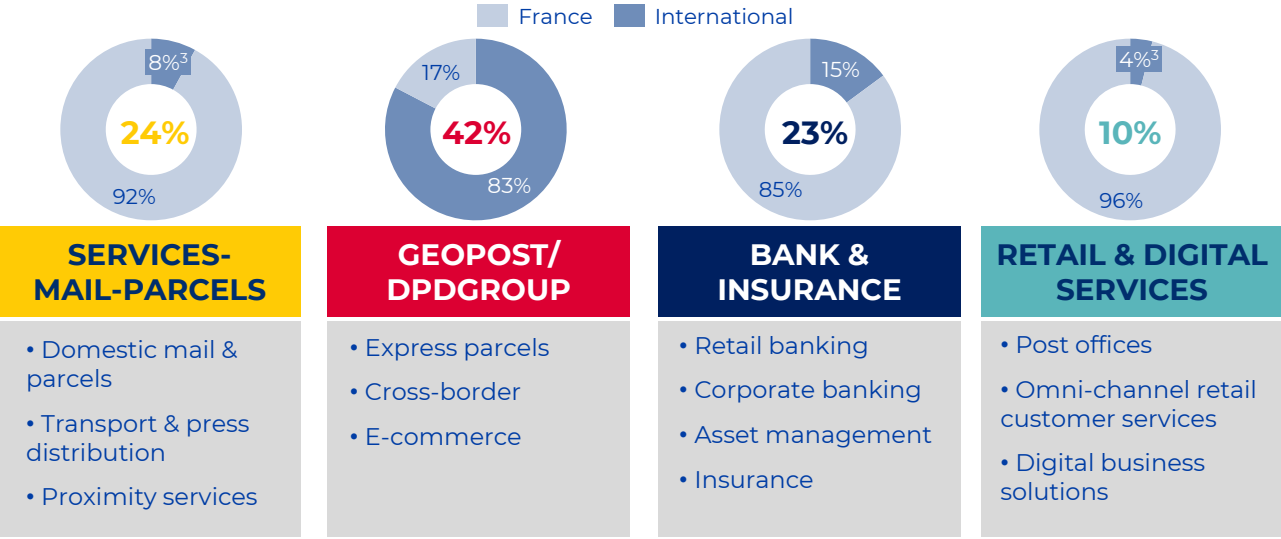 France International
8%³
24%
92%
17%
42%
83%
15%
23%
85%
4%³
10%
96%
SERVICES-
MAIL-PARCELS
• Domestic mail &
parcels
• Transport & press
distribution
• Proximity services
GEOPOST/
DPDGROUP
• Express parcels
• Cross-border
• E-commerce
BANK &
INSURANCE
• Retail banking
• Corporate banking
• Asset management
• Insurance
RETAIL & DIGITAL
SERVICES
• Post offices
• Omni-channel retail
customer services
• Digital business
solutions